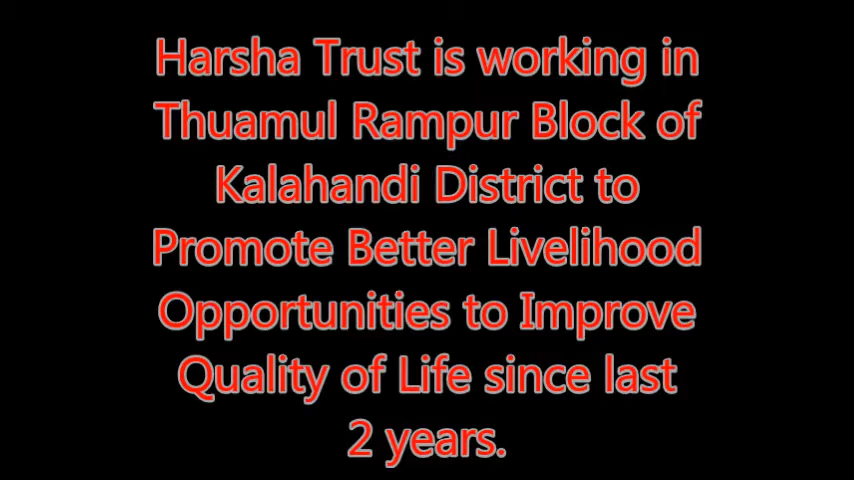 Harsha Trust is working in
Thuamul Rampur Block of
Kalahandi District to
Promote Better Livelihood
Opportunities to Improve
Quality of Life since last
2 years.